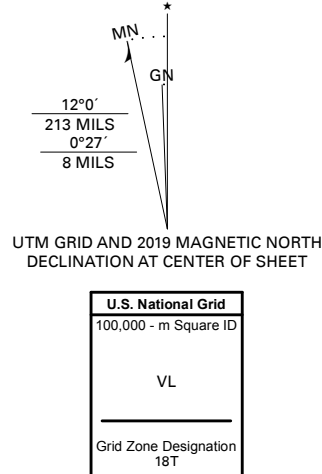 ★
MN
GN
12°0´
213 MILS
0°27´
8 MILS
UTM GRID AND 2019 MAGNETIC NORTH
DECLINATION AT CENTER OF SHEET
U.S. National Grid
100,000 - m Square ID
VL
Grid Zone Designation
18T